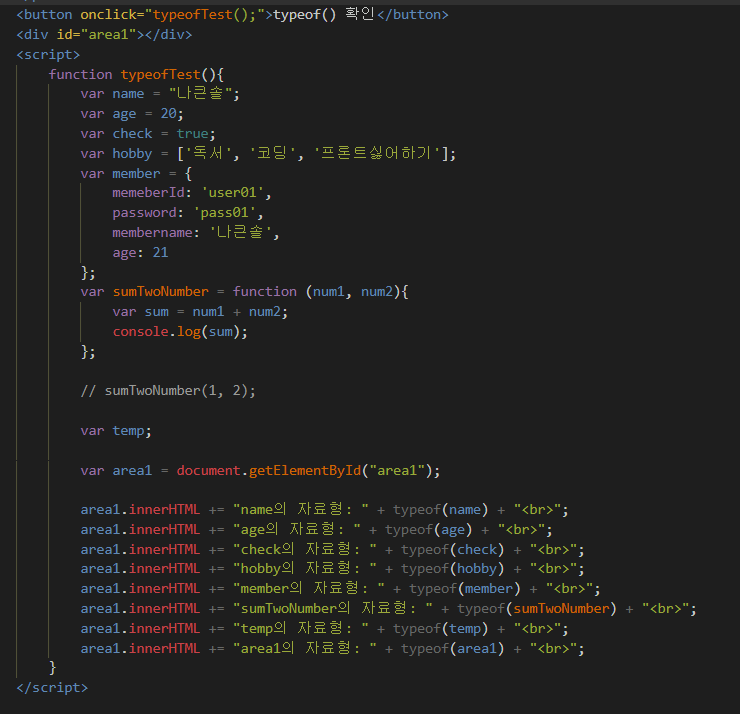 <button onclick="typeofTest();">typeof() 확인</button>
<div id="area1"></div>
<script>
function typeofTest(){
var name = "나큰솔";
var age = 20;
var check = true;
var hobby = ['독서', '코딩', '프론트싫어하기'];
var member = {
memeberId: 'user01',
password: 'pass01',
membername: '나큰솔',
age: 21
};
var sumTwoNumber = function (num1, num2){
var sum = num1 + num2;
console.log(sum);
};
// sumTwoNumber(1, 2);
var temp;
var area1 = document.getElementById("area1");
area1.innerHTML += "name의 자료형: " + typeof(name) + "<br>";
area1.innerHTML += "age의 자료형: " + typeof(age) + "<br>";
area1.innerHTML += "check의 자료형: " + typeof(check) + "<br>";
area1.innerHTML += "hobby의 자료형: " + typeof(hobby) + "<br>";
area1.innerHTML += "member의 자료형: " + typeof(member) + "<br>";
area1.innerHTML += "sumTwoNumber의 자료형: " + typeof(sumTwoNumber) + "<br>";
area1.innerHTML += "temp의 자료형: " + typeof(temp) + "<br>";
area1.innerHTML += "area1의 자료형: " + typeof(area1) + "<br>";
}
</script>